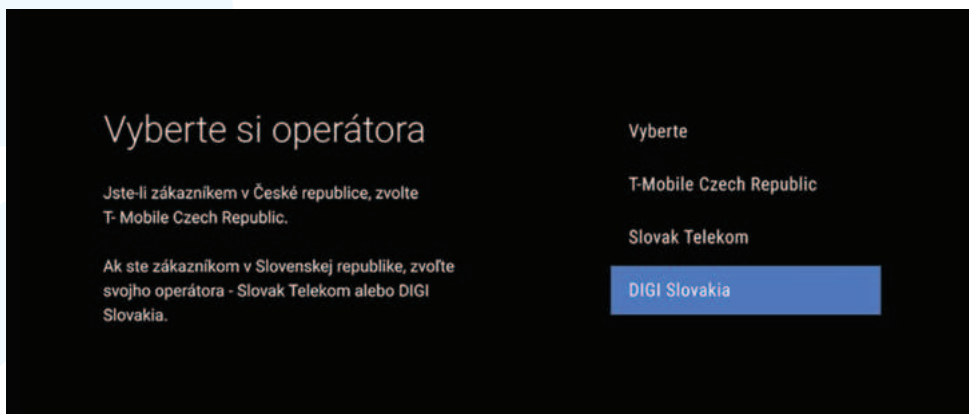 Vyberte si operátora
Jste-li zákazníkem v České republice, zvolte
T- Mobile Czech Republic.
Ak ste zákazníkom v Slovenskej republike, zvoľte
svojho operátora - Slovak Telekom alebo DIGI
Slovakia.
Vyberte
T-Mobile Czech Republic
Slovak Telekom
DIGI Slovakia